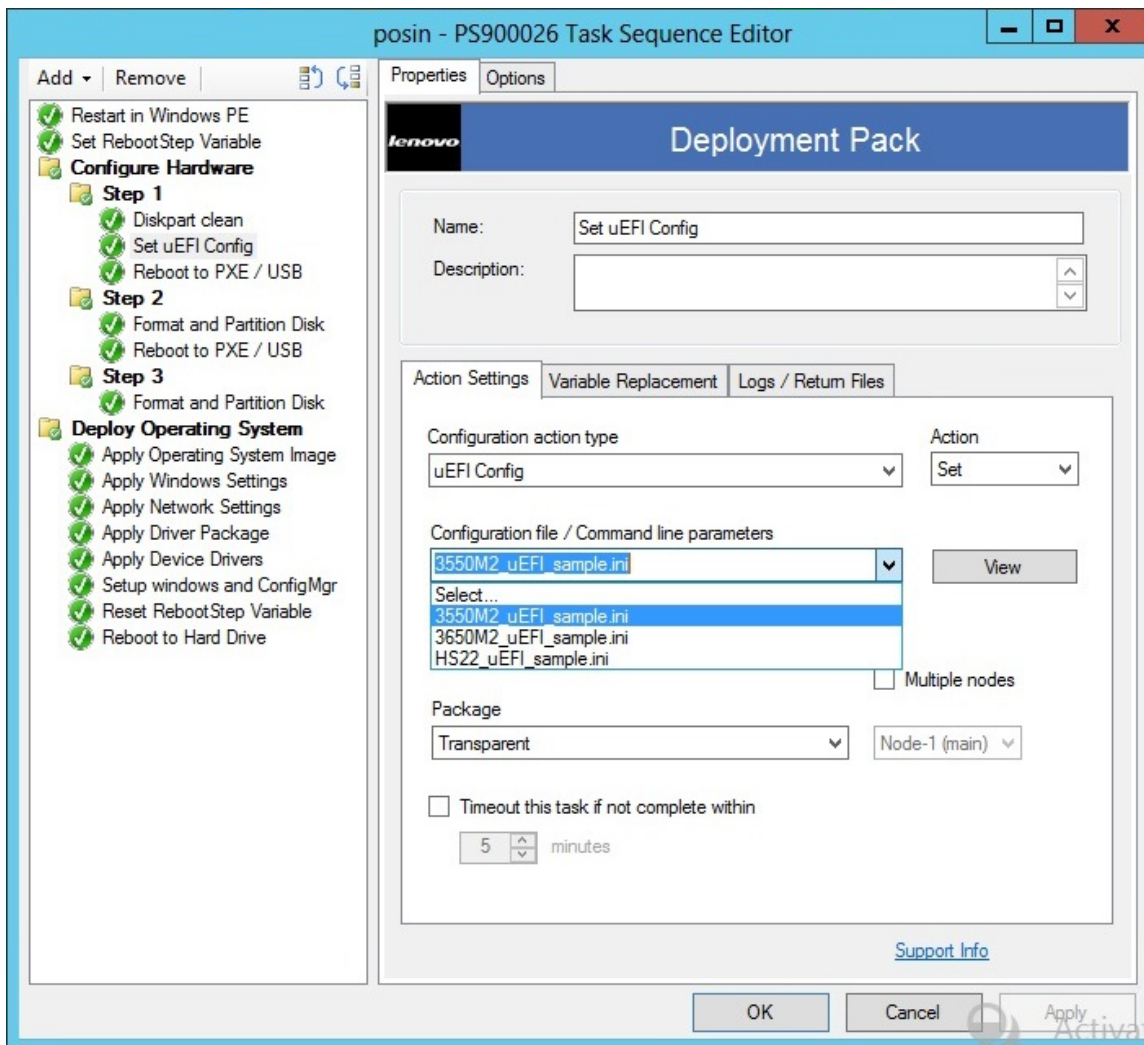 posin - PS900026 Task Sequence Editor
Add
Remove
Restart in Windows PE
Set RebootStep Variable
Configure Hardware
Step 1
Diskpart clean
Set uEFI Config
Reboot to PXE / USB
Step 2
Format and Partition Disk
Reboot to PXE / USB
Step 3
Format and Partition Disk
Deploy Operating System
Apply Operating System Image
Apply Windows Settings
Apply Network Settings
Apply Driver Package
Apply Device Drivers
Setup windows and ConfigMgr
Reset RebootStep Variable
Reboot to Hard Drive
Properties
Options
lenovo
Deployment Pack
Name:
Set uEFI Config
Description:
Action Settings
Variable Replacement
Logs / Return Files
Configuration action type
Action
uEFI Config
Set
Configuration file / Command line parameters
3550M2_uEFI_sample.ini
View
Select...
3550M2_uEFI_sample.ini
3650M2_uEFI_sample.ini
HS22_uEFI_sample.ini
Multiple nodes
Package
Transparent
Node-1 (main)
Timeout this task if not complete within
5
minutes
Support Info
OK
Cancel
Apply
Activa